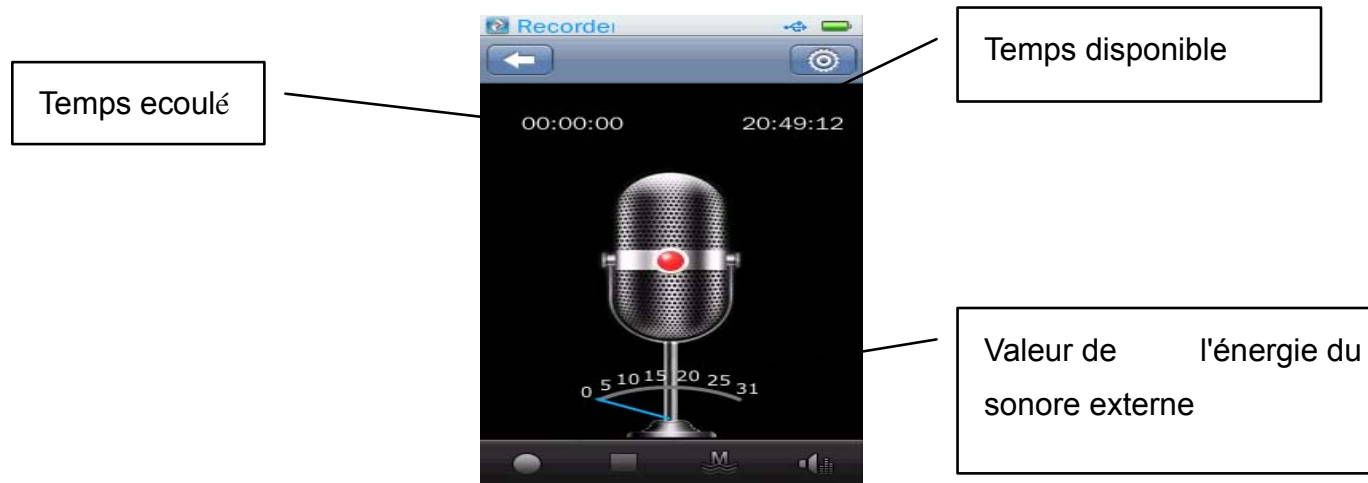 Recorder
Temps disponible
Temps ecoulé
00:00:00 20:49:12
0 5 10 15 20 25 31
Valeur de l'énergie du
sonore externe
M